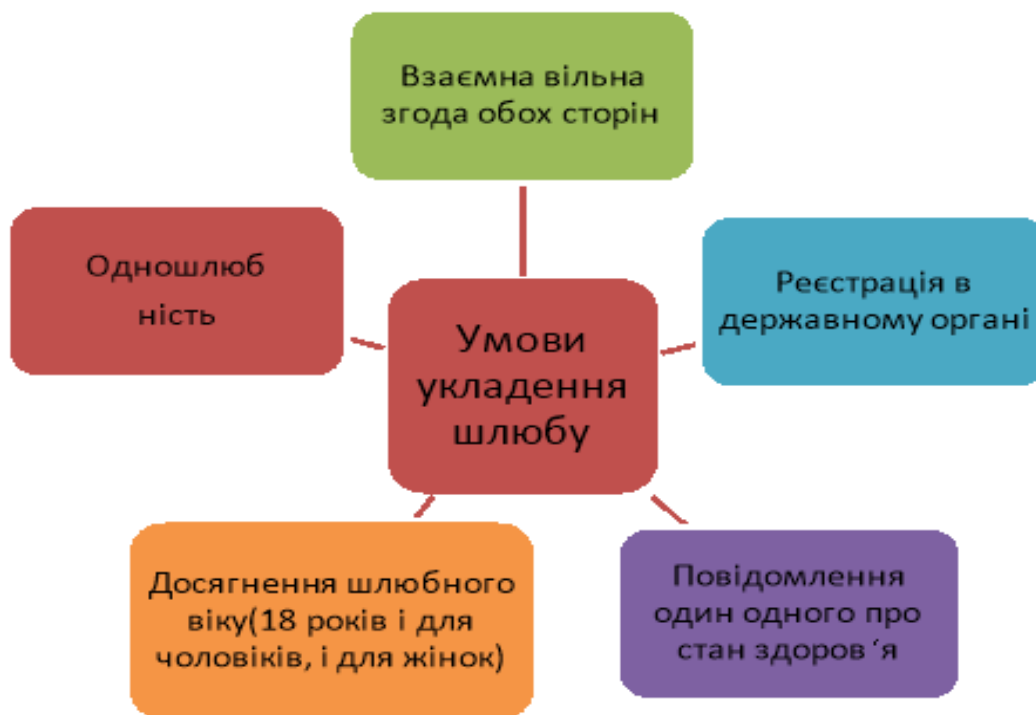 Взаємна вільна
згода обох сторін
Одношлюб
ність
Реєстрація в
державному органі
Умови
укладення
шлюбу
Досягнення шлюбного
віку(18 років і для
чоловіків, і для жінок)
Повідомлення
один одного про
стан здоров ‘я